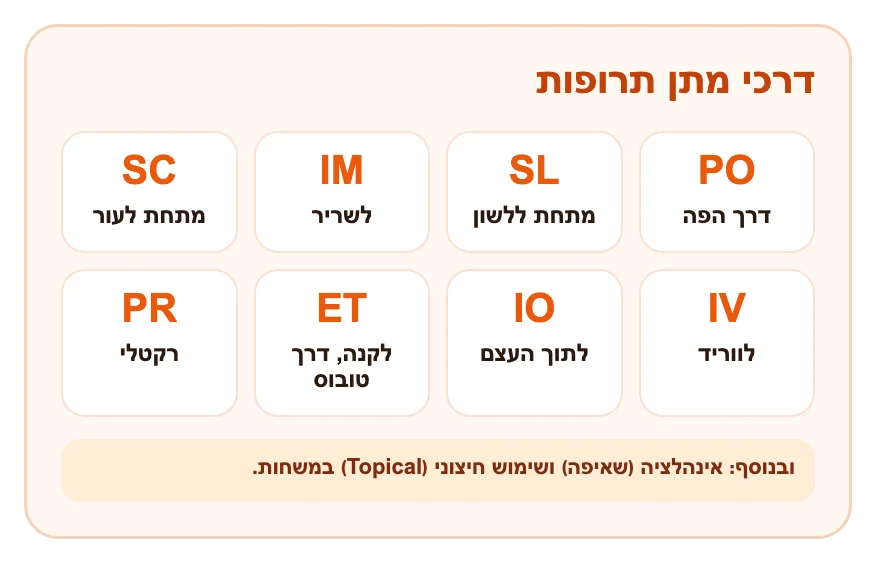 דרכי מתן תרופות
PO
דרך הפה
SL
מתחת ללשון
IM
לשריר
SC
מתחת לעור
IV
לווריד
IO
לתוך העצם
ET
לקנה, דרך
טובוס
PR
רקטלי
ובנוסף: אינהלציה (שאיפה) ושימוש חיצוני (Topical) במשחות.